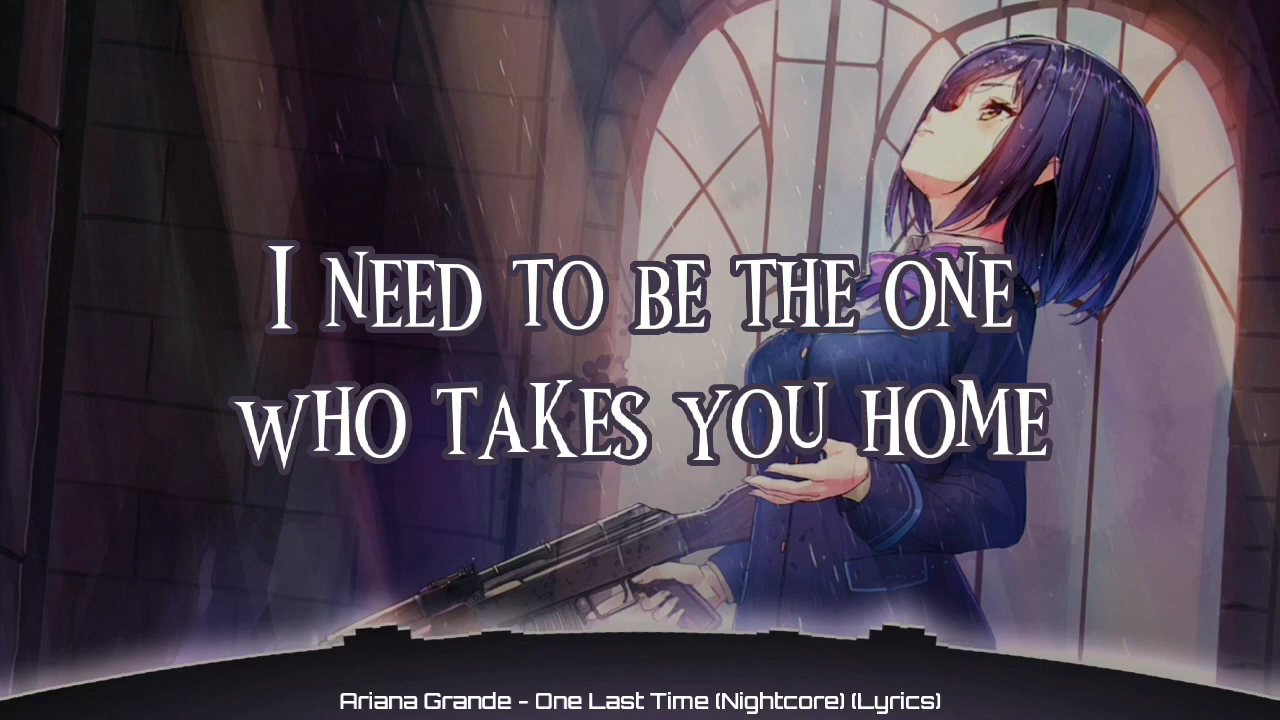 I NEED TO BE THE ONE
WHO TAKES YOU HOME
Ariana Grande - One Last Time (Nightcore) (Lyrics)